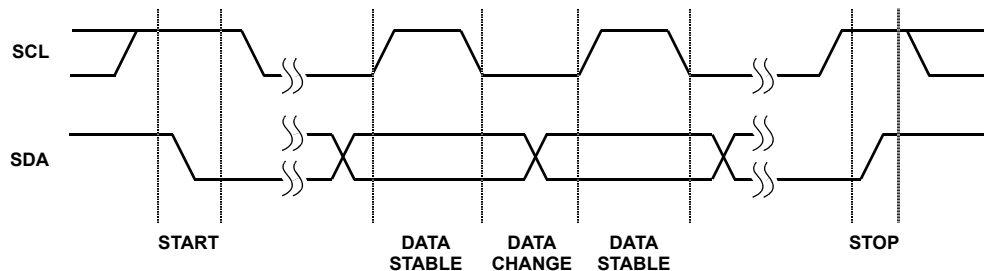 SCL
SDA
START
DATA
STABLE
DATA
CHANGE
DATA
STABLE
STOP